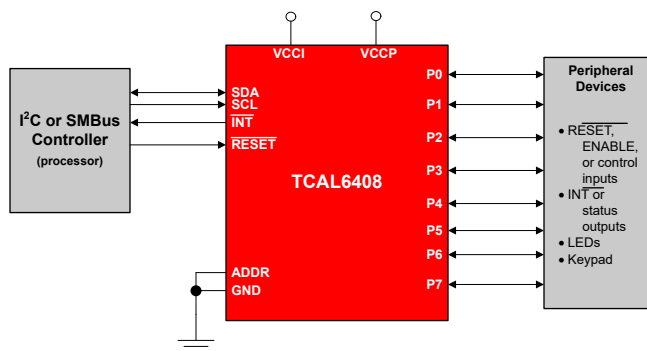 VCCI
VCCP
I²C or SMBus
Controller
(processor)
SDA
SCL
INT
RESET
ADDR
GND
TCAL6408
P0
P1
P2
P3
P4
P5
P6
P7
Peripheral
Devices
• RESET,
ENABLE,
or control
inputs
• INT or
status
outputs
• LEDs
• Keypad